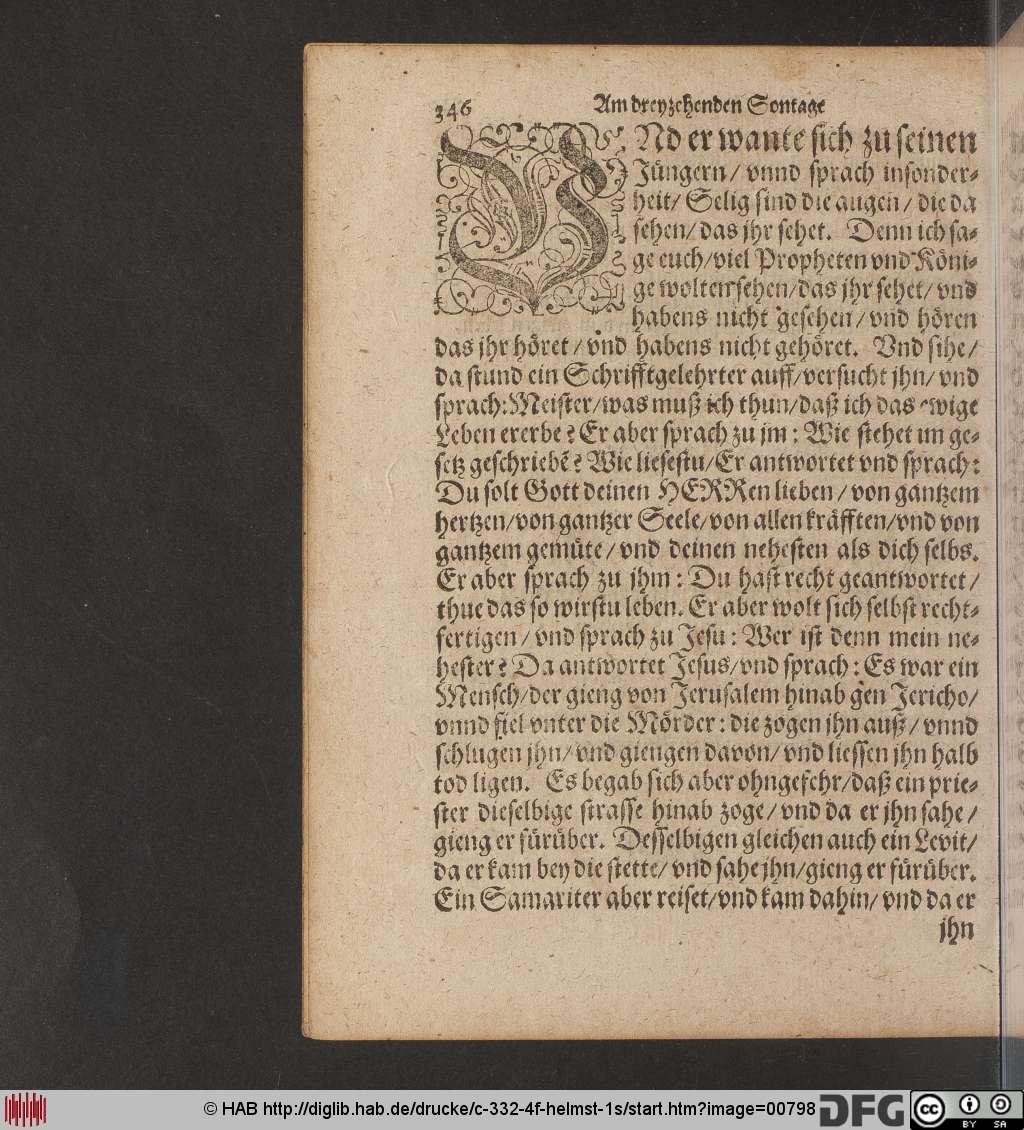 346 Am dreyzehenden Sontage
VNd er wante sich zu seinen
Jüngern / vnnd sprach insonder-
heit/ Selig sind die augen / die da
sehen/ das jhr sehet. Denn ich sa-
ge euch/viel Propheten vnd Köni-
ge wolten sehen/das jhr sehet/ vnd
habens nicht gesehen / vnd hören
das jhr höret / vnd habens nicht gehöret. Vnd sihe /
da stund ein Schrifftgelehrter auff/versucht jhn/ vnd
sprach:Meister/was muß ich thun/daß ich das ewige
Leben ererbe? Er aber sprach zu jm : Wie stehet im ge-
setz geschriebē? Wie liesestu/Er antwortet vnd sprach:
Du solt Gott deinen HERRen lieben / von gantzem
hertzen/von gantzer Seele/von allen kräfften/vnd von
gantzem gemüte / vnd deinen nehesten als dich selbs.
Er aber sprach zu jhm : Du hast recht geantwortet /
thue das so wirstu leben. Er aber wolt sich selbst recht-
fertigen / vnd sprach zu Jesu : Wer ist denn mein ne-
hester? Da antwortet Jesus/vnd sprach : Es war ein
Mensch/der gieng von Jerusalem hinab gen Jericho/
vnnd fiel vnter die Mörder : die zogen jhn auß/ vnnd
schlugen jhn/ vnd giengen davon/ vnd liessen jhn halb
tod ligen. Es begab sich aber ohngefehr/daß ein prie-
ster dieselbige strasse hinab zoge/ vnd da er jhn sahe /
gieng er fürüber. Desselbigen gleichen auch ein Levit/
da er kam bey die stette/ vnd sahe jhn/gieng er fürüber.
Ein Samariter aber reiset/vnd kam dahin/ vnd da er
jhn
© HAB http://diglib.hab.de/drucke/c-332-4f-helmst-1s/start.htm?image=00798 DFG cc BY SA